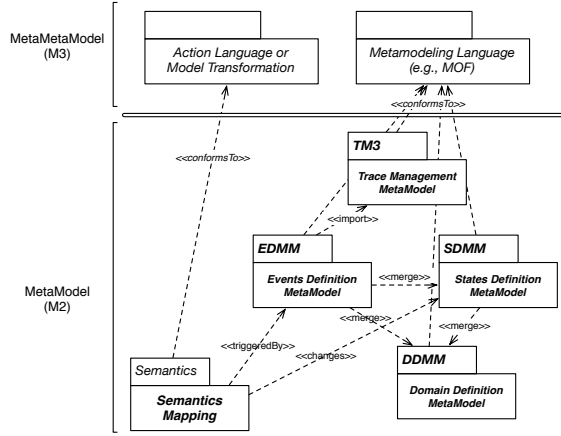 MetaMetaModel
(M3)
Action Language or
Model Transformation
Metamodeling Language
(e.g., MOF)
<<conformsTo>>
TM3
<<conformsTo>>
Trace Management
MetaModel
<<import>>
EDMM
SDMM
Events Definition
MetaModel
<<merge>>
States Definition
MetaModel
MetaModel
(M2)
<<merge>>
<<merge>>
<<triggeredBy>>
<<changes>>
DDMM
Semantics
Domain Definition
MetaModel
Semantics
Mapping